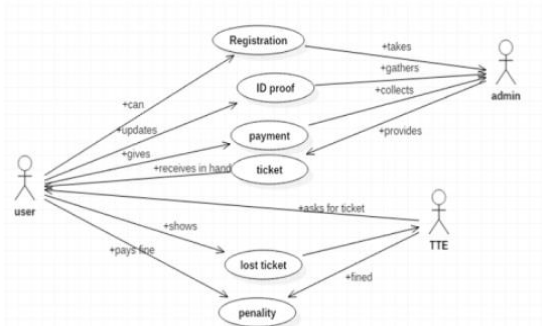 Registration
+takes
+gathers
ID proof
+collects
admin
+can
+updates
payment
+provides
+gives
+receives in hand
ticket
user
+asks for ticket
+shows
TTE
+pays fine
lost ticket
+fined
penality